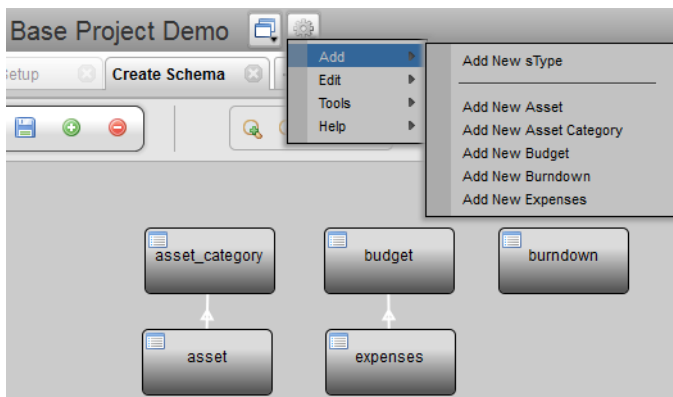 Base Project Demo
Setup
Create Schema
Add
Edit
Tools
Help
Add New sType
Add New Asset
Add New Asset Category
Add New Budget
Add New Burndown
Add New Expenses
asset_category
budget
burndown
asset
expenses